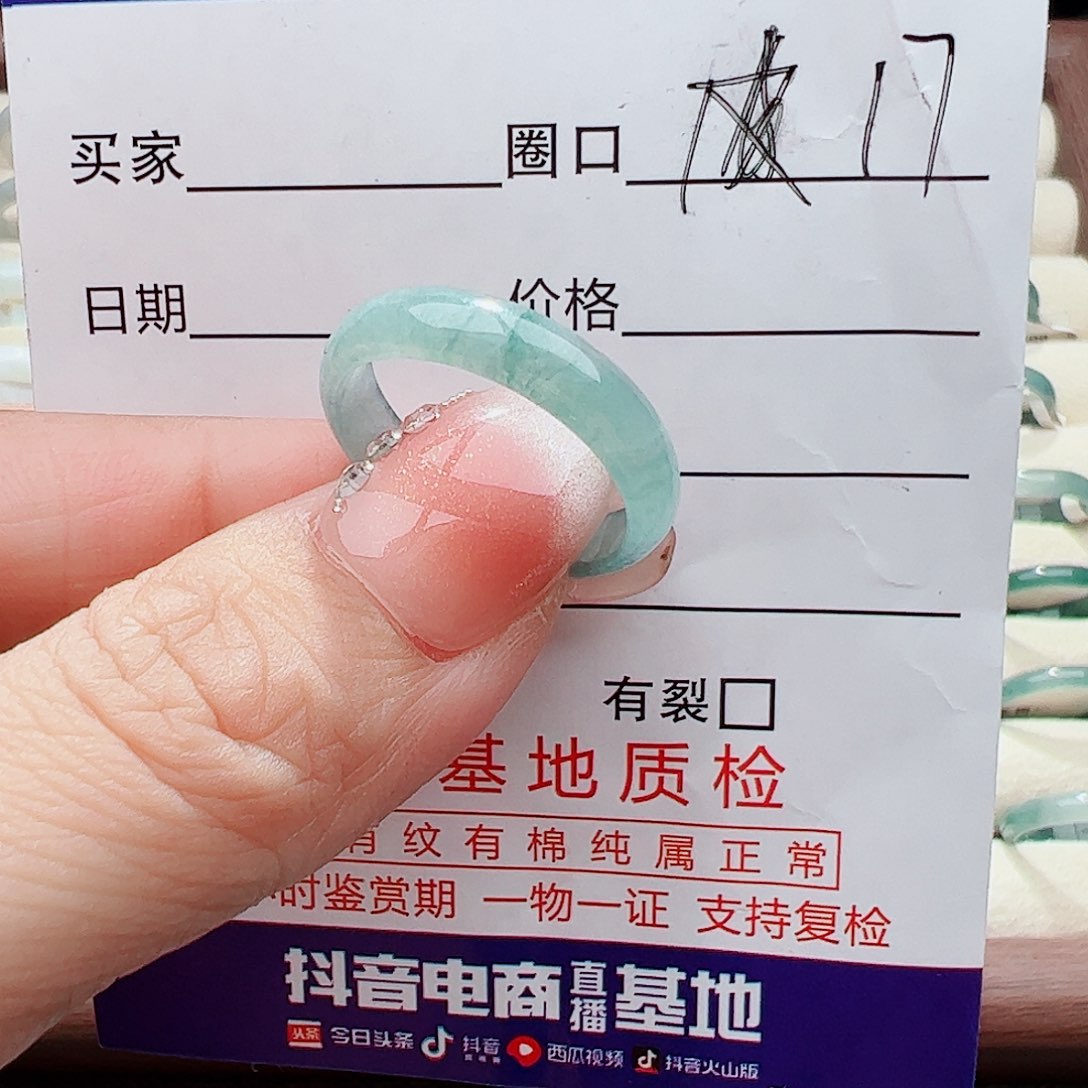 买家 圈口 17
日期 价格
有裂
基地质检
有纹有棉纯属正常
时鉴赏期 一物一证 支持复检
抖音电商直播基地
头条 今日头条 抖音 西瓜视频 抖音火山版